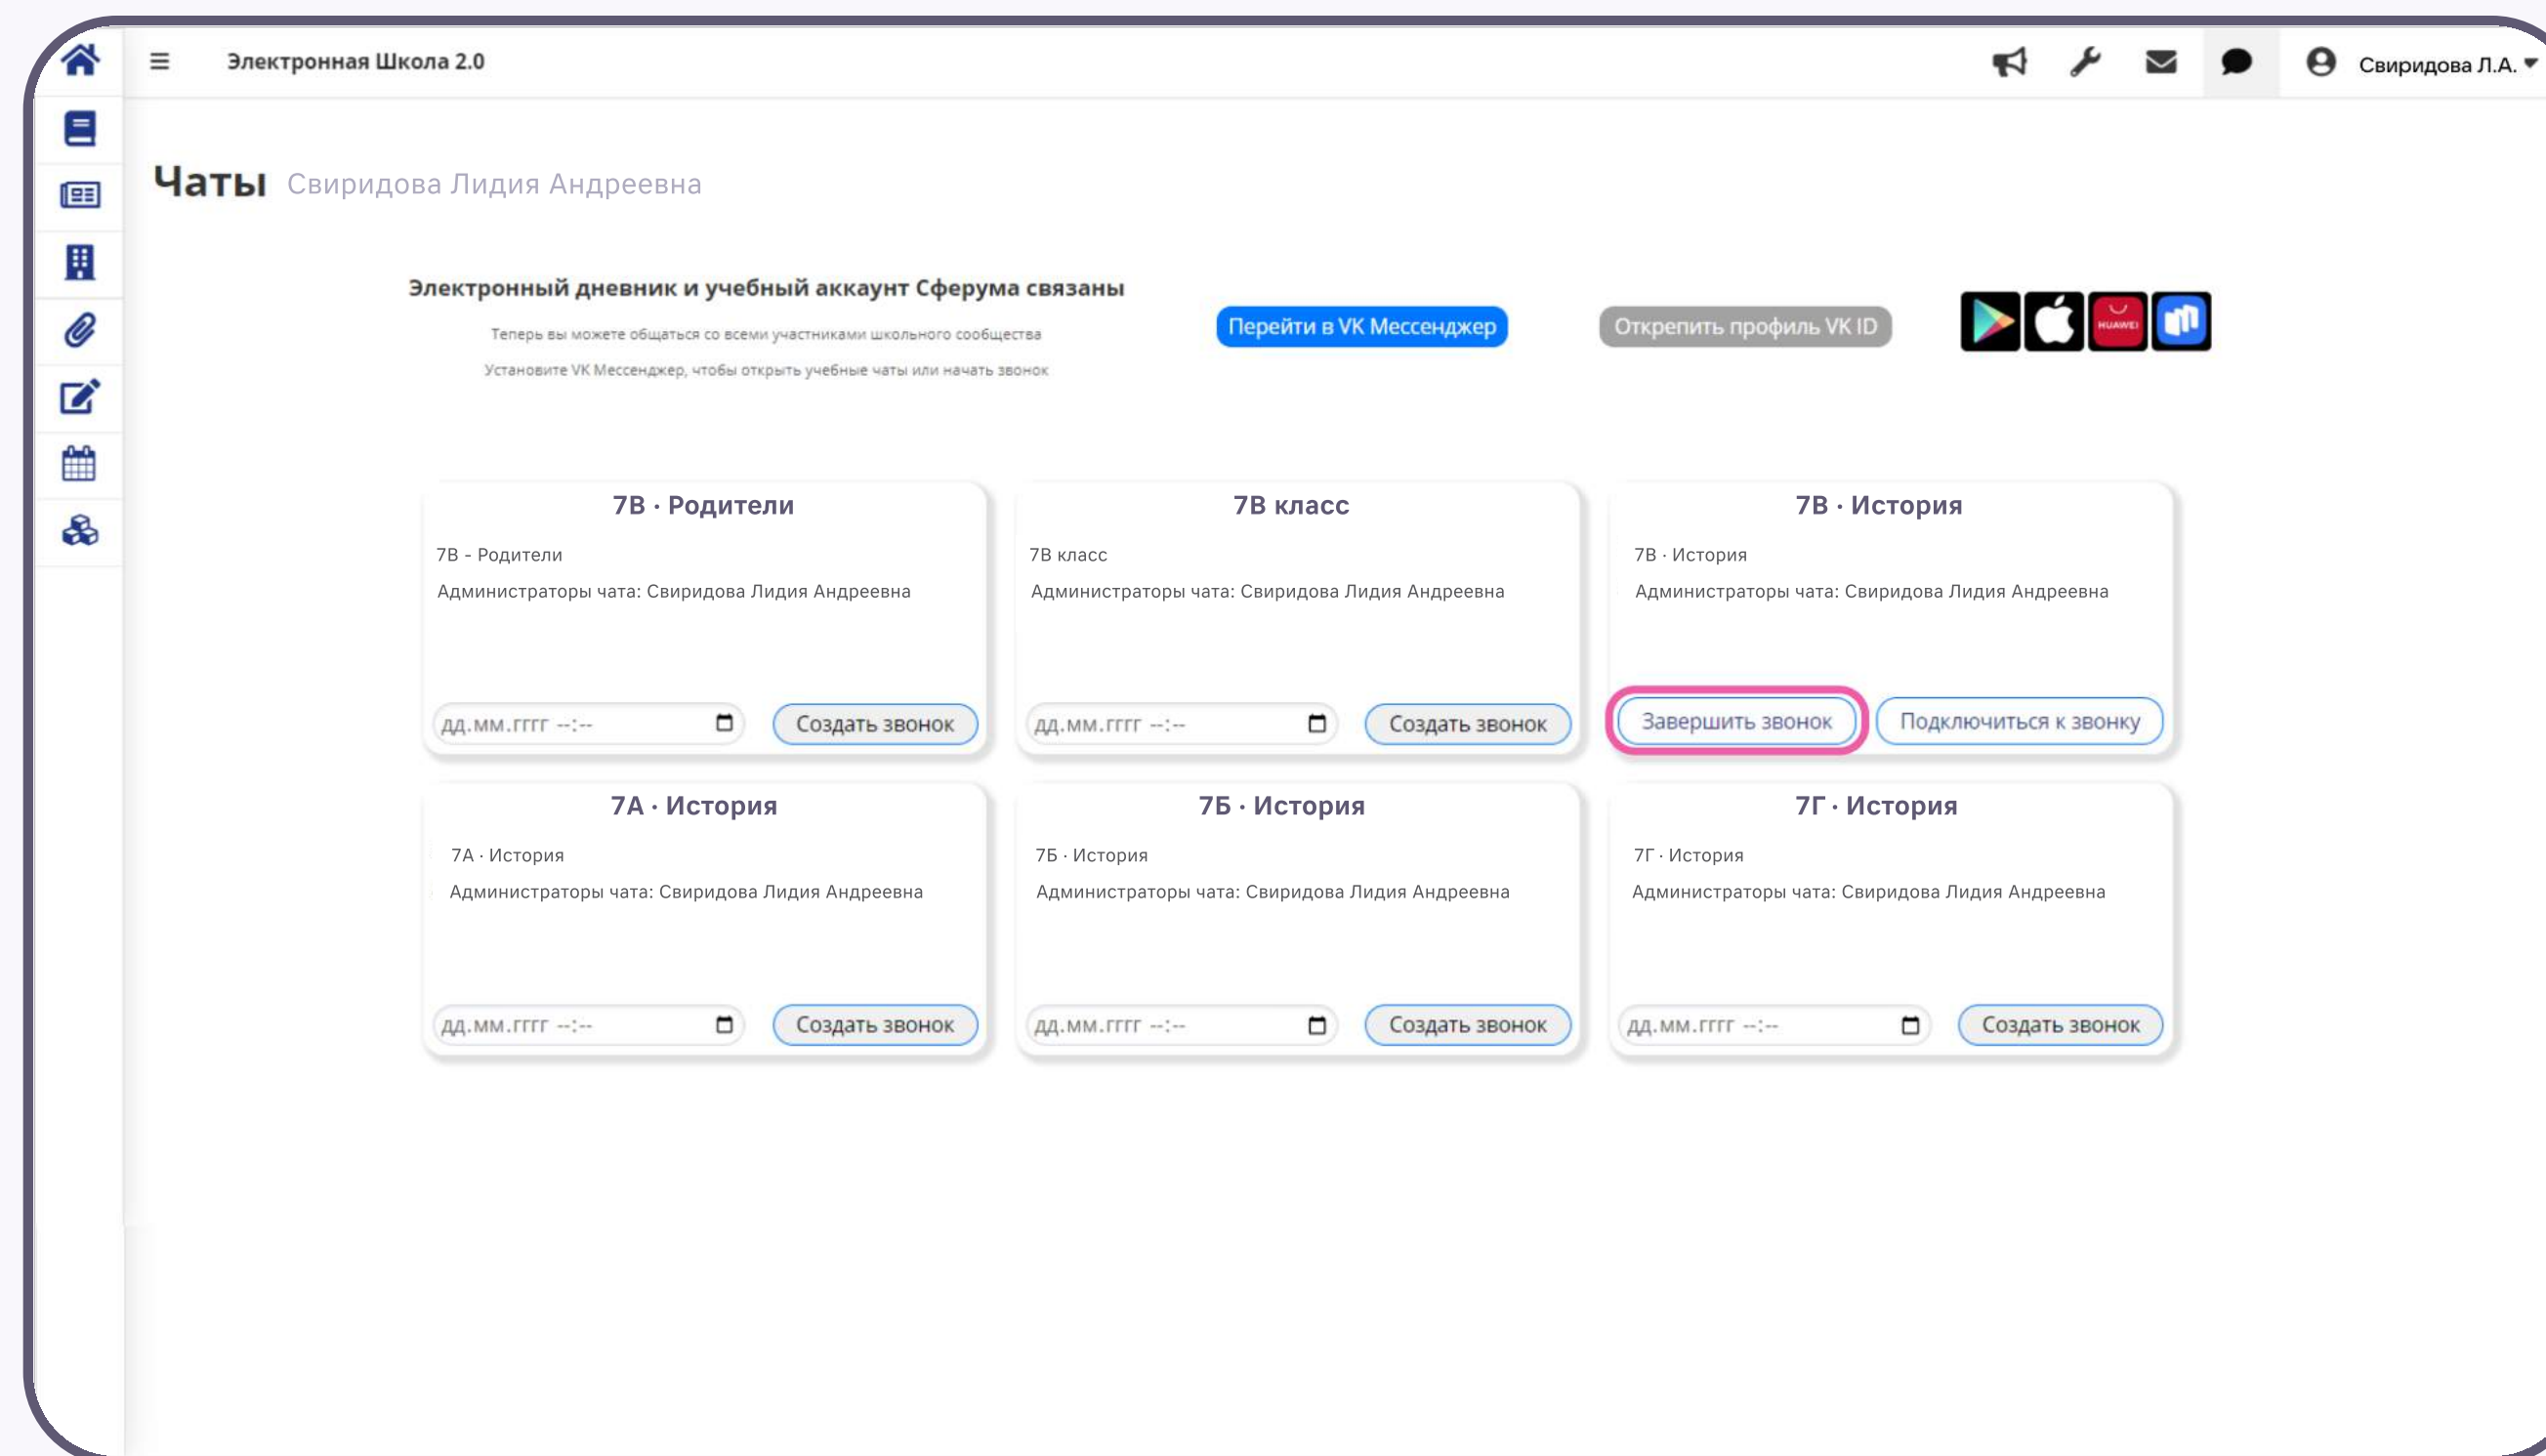 Электронная Школа 2.0
Свиридова Л.А.
Чаты Свиридова Лидия Андреевна
Электронный дневник и учебный аккаунт Сферума связаны
Теперь вы можете общаться со всеми участниками школьного сообщества
Установите VK Мессенджер, чтобы открыть учебные чаты или начать звонок
Перейти в VK Мессенджер
Открепить профиль VK ID
HUAWEI
7В · Родители
7В - Родители
Администраторы чата: Свиридова Лидия Андреевна
дд.мм.гггг --:--
Создать звонок
7В класс
7В класс
Администраторы чата: Свиридова Лидия Андреевна
дд.мм.гггг --:--
Создать звонок
7В · История
7В · История
Администраторы чата: Свиридова Лидия Андреевна
Завершить звонок
Подключиться к звонку
7А · История
7А · История
Администраторы чата: Свиридова Лидия Андреевна
дд.мм.гггг --:--
Создать звонок
7Б · История
7Б · История
Администраторы чата: Свиридова Лидия Андреевна
дд.мм.гггг --:--
Создать звонок
7Г · История
7Г · История
Администраторы чата: Свиридова Лидия Андреевна
дд.мм.гггг --:--
Создать звонок